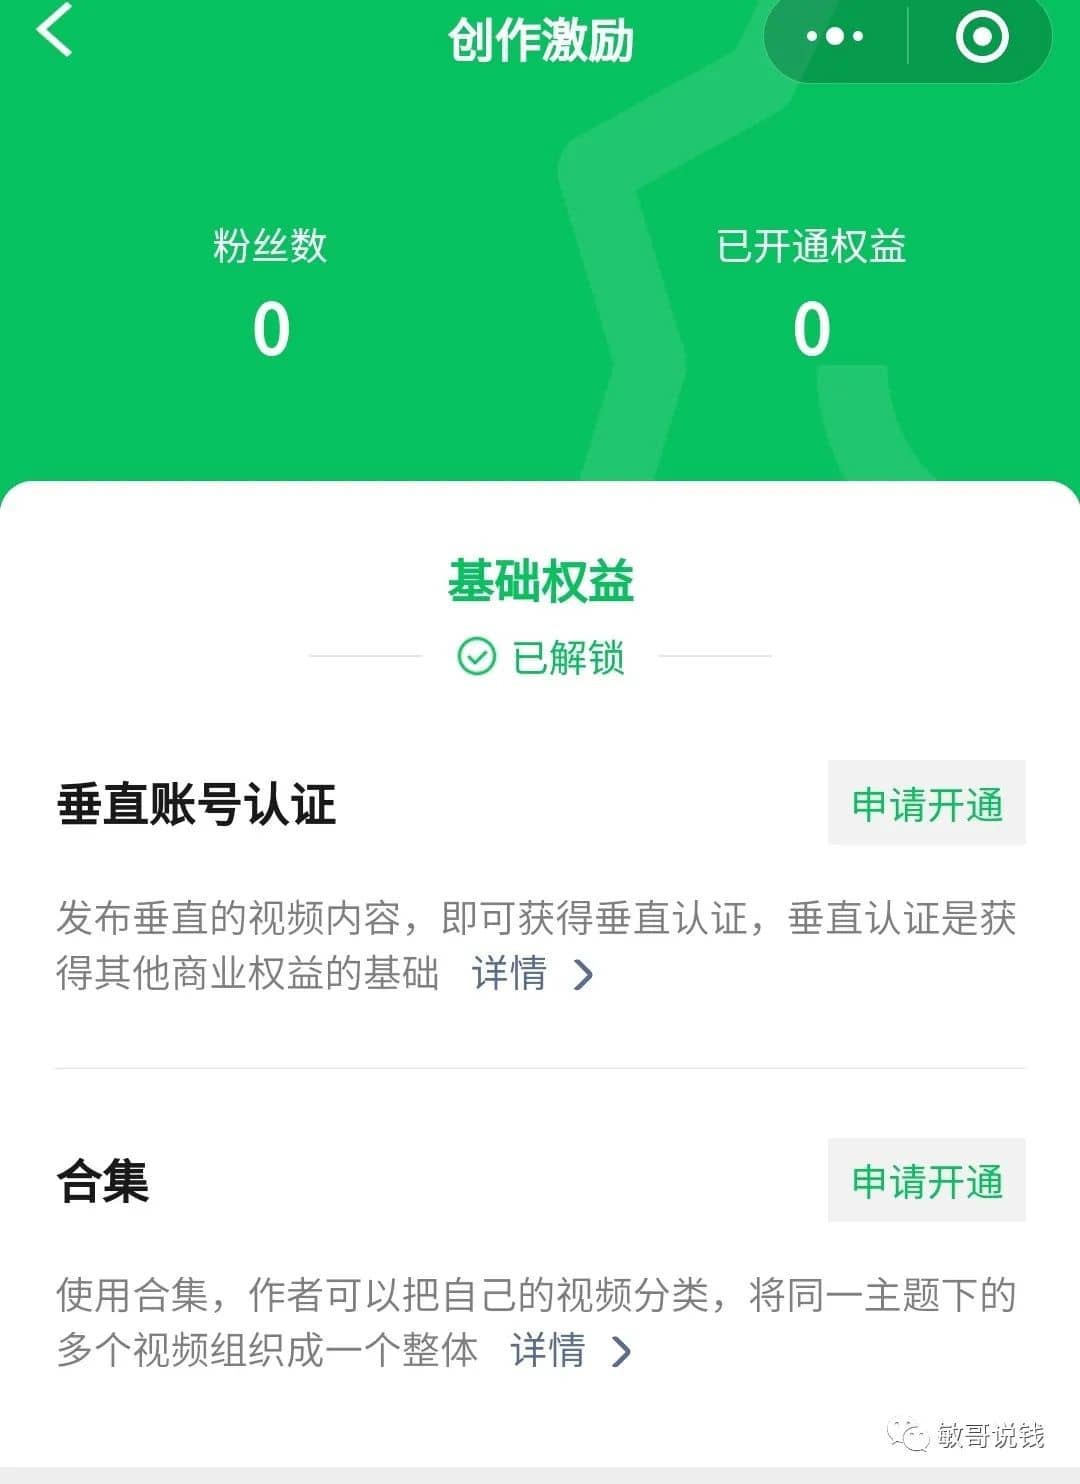 创作激励
粉丝数
已开通权益
0
0
基础权益
已解锁
垂直账号认证
申请开通
发布垂直的视频内容，即可获得垂直认证，垂直认证是获
得其他商业权益的基础 详情 >
合集
申请开通
使用合集，作者可以把自己的视频分类，将同一主题下的
多个视频组织成一个整体 详情 >
敏哥说钱